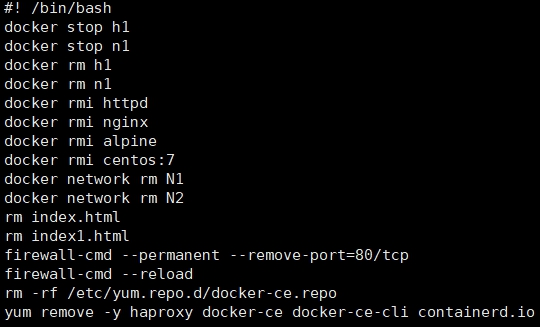 #! /bin/bash
docker stop h1
docker stop n1
docker rm h1
docker rm n1
docker rmi httpd
docker rmi nginx
docker rmi alpine
docker rmi centos:7
docker network rm N1
docker network rm N2
rm index.html
rm index1.html
firewall-cmd --permanent --remove-port=80/tcp
firewall-cmd --reload
rm -rf /etc/yum.repo.d/docker-ce.repo
yum remove -y haproxy docker-ce docker-ce-cli containerd.io